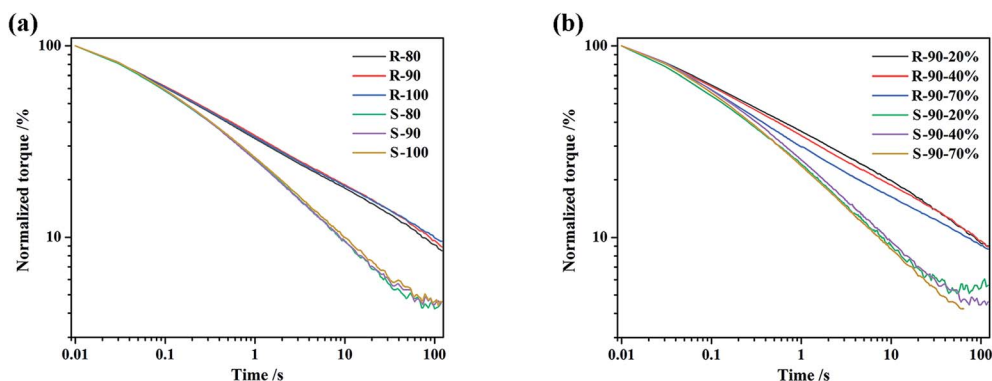 (a)
Normalized torque /%
100
10
R-80
R-90
R-100
S-80
S-90
S-100
0.01 0.1 1 10 100
Time /s
(b)
Normalized torque /%
100
10
R-90-20%
R-90-40%
R-90-70%
S-90-20%
S-90-40%
S-90-70%
0.01 0.1 1 10 100
Time /s